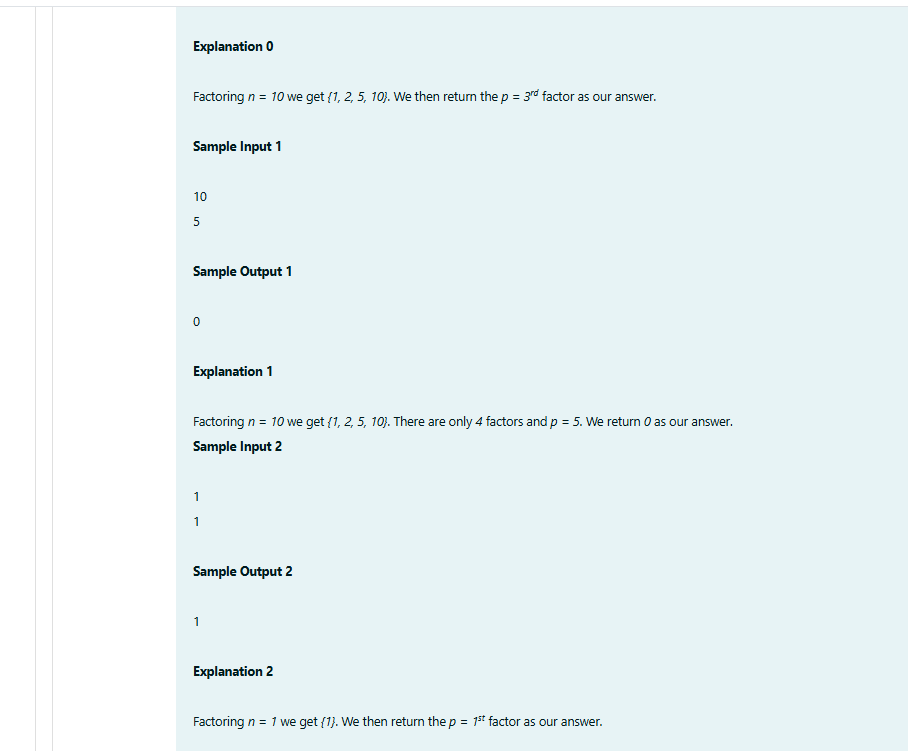 Explanation 0
Factoring n = 10 we get {1, 2, 5, 10}. We then return the p = 3rd factor as our answer.
Sample Input 1
10
5
Sample Output 1
0
Explanation 1
Factoring n = 10 we get {1, 2, 5, 10}. There are only 4 factors and p = 5. We return 0 as our answer.
Sample Input 2
1
1
Sample Output 2
1
Explanation 2
Factoring n = 1 we get {1}. We then return the p = 1st factor as our answer.